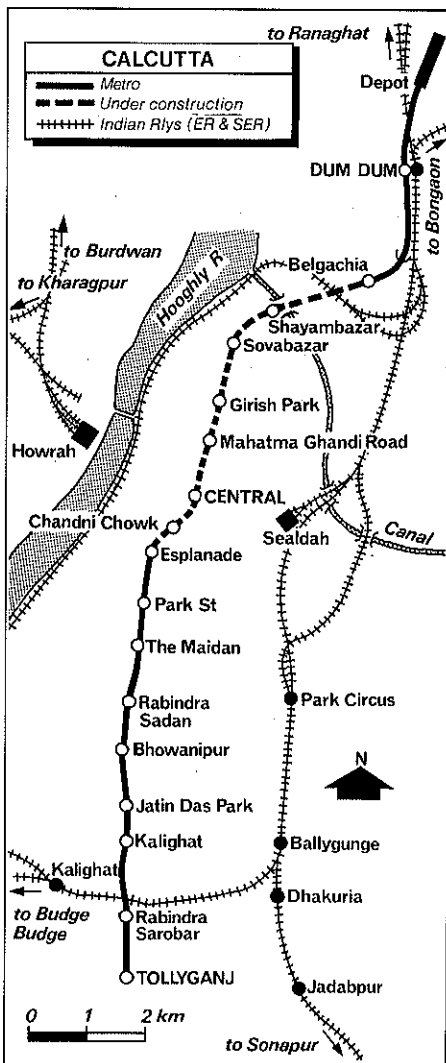 to Ranaghat
CALCUTTA
Metro
Under construction
Indian Rlys (ER & SER)
Depot
DUM DUM
to Bongaon
to Burdwan
to Kharagpur
Hooghly R.
Belgachia
Shayambazar
Sovabazar
Girish Park
Mahatma Ghandi Road
Howrah
CENTRAL
Chandni Chowk
Sealdah
Esplanade
Canal
Park St
The Maidan
Rabindra
Sadan
Park Circus
Bhowanipur
N
Jatin Das Park
Kalighat
Ballygunge
Kalighat
Dhakuria
to Budge
Budge
Rabindra
Sarobar
TOLLYGANJ
Jadabpur
0 1 2 km
to Sonapur